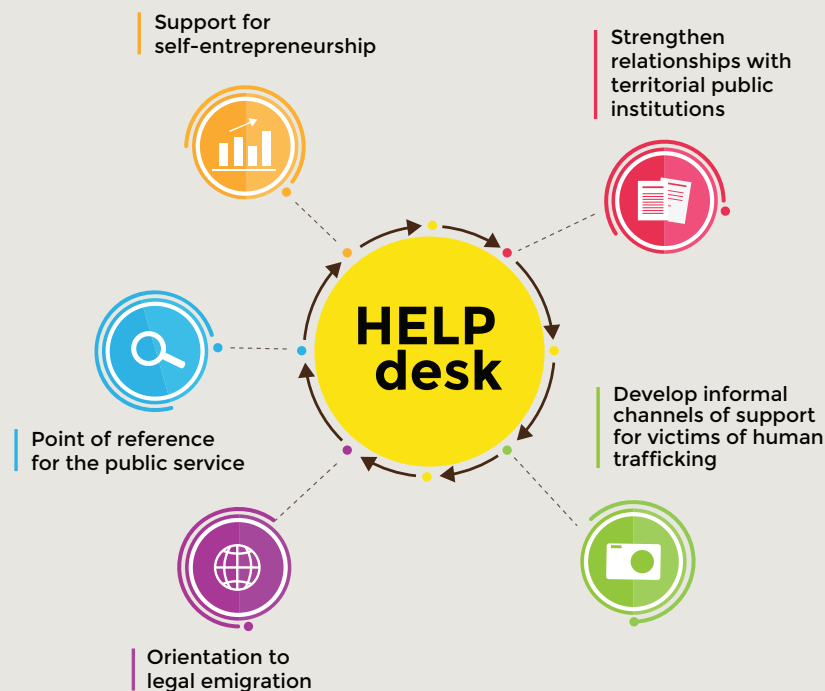 Support for
self-entrepreneurship
Strengthen
relationships with
territorial public
institutions
HELP
desk
Develop informal
channels of support
for victims of human
trafficking
Point of reference
for the public service
Orientation to
legal emigration